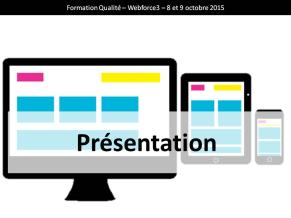 Formation Qualité – Webforce3 – 8 et 9 octobre 2015
Présentation